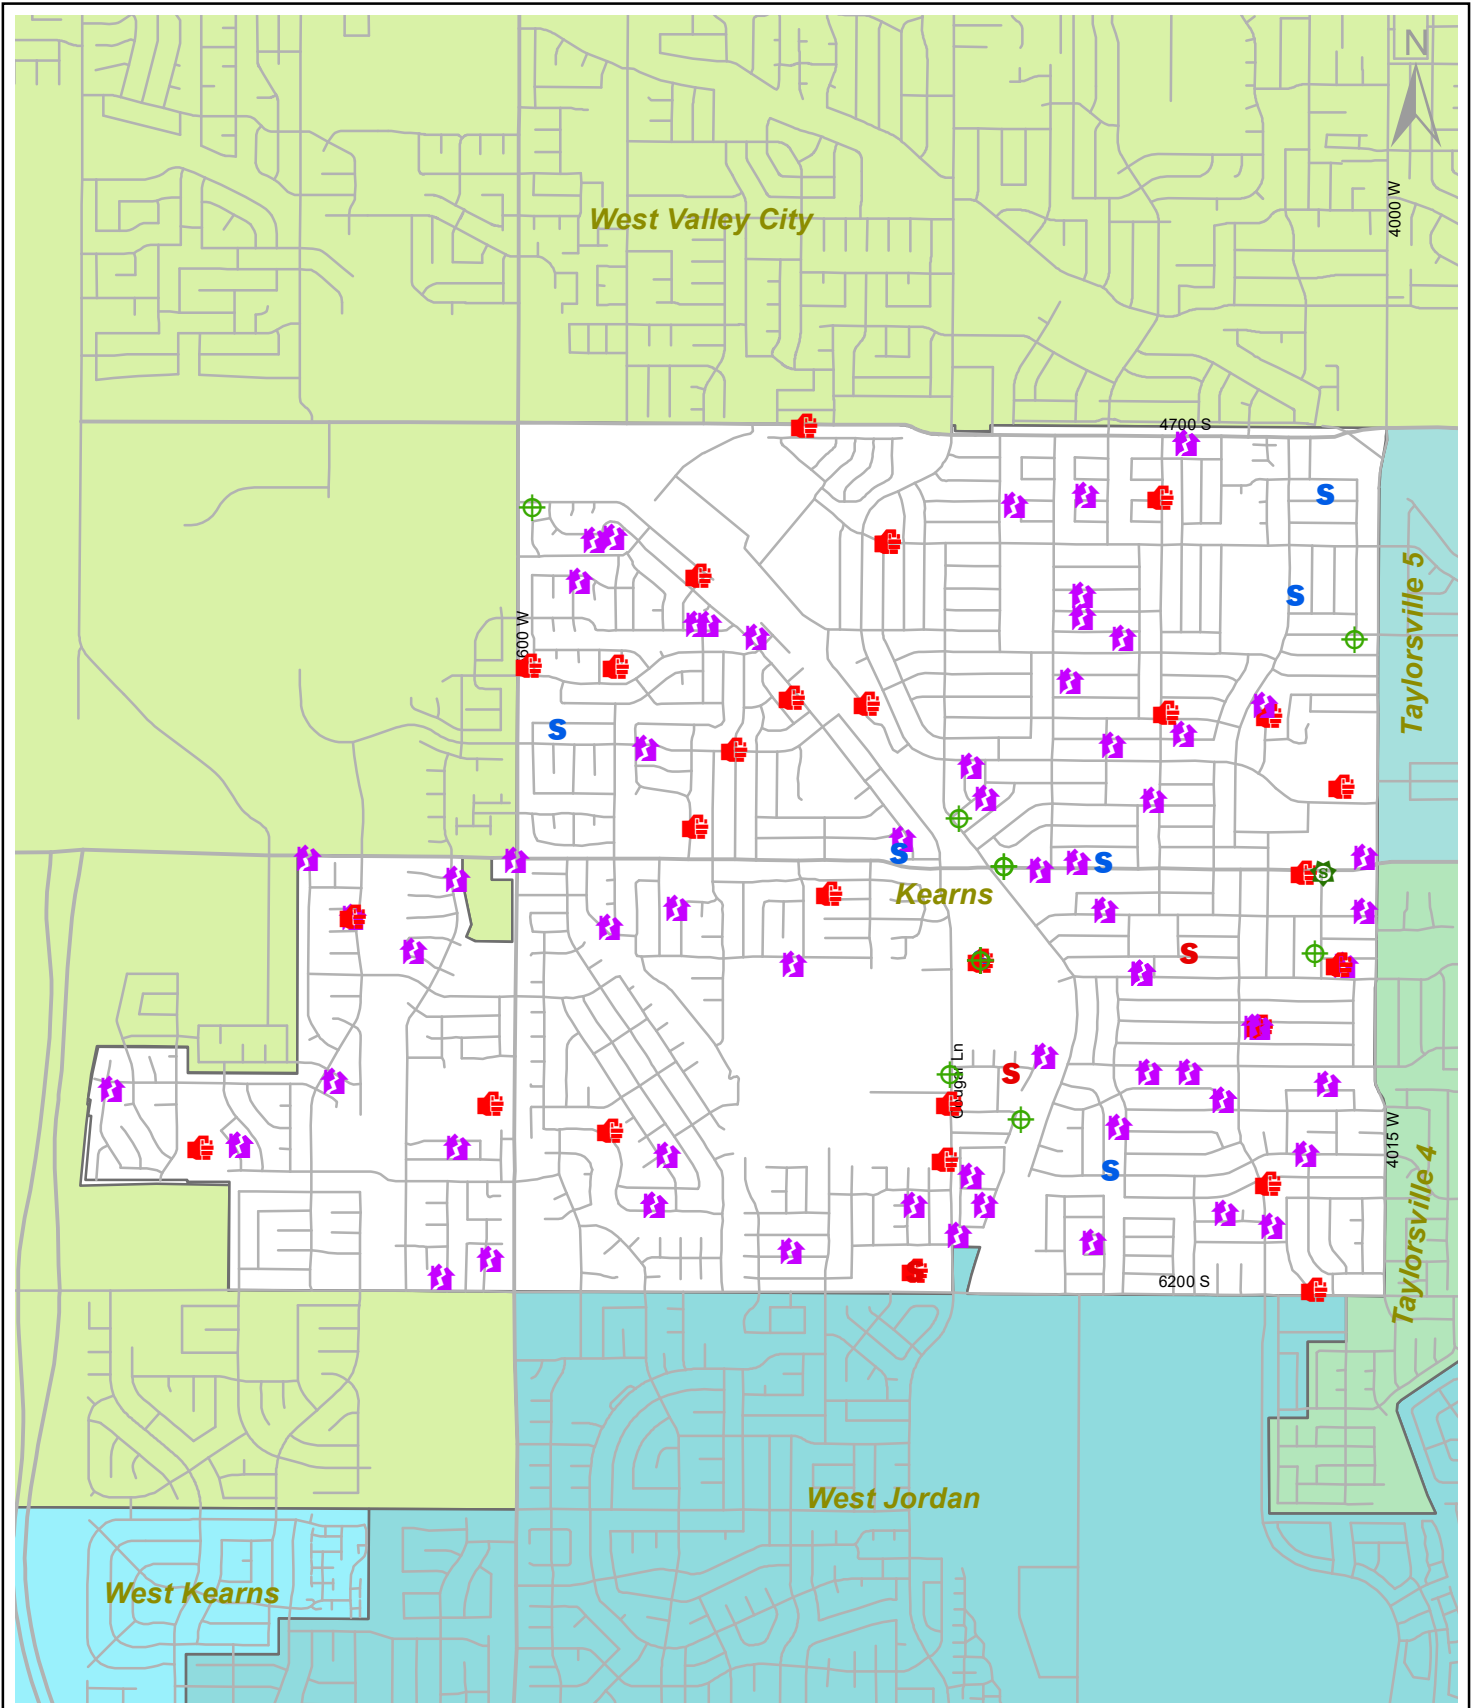 N
4000 W
West Valley City
4700 S
S
Taylorsville 5
S
600 W
S
S
S
S
Kearns
S
S
Cougar Ln
4015 W
S
Taylorsville 4
6200 S
West Jordan
West Kearns